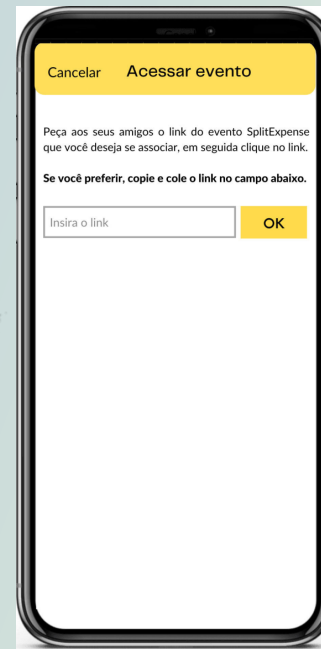 Cancelar Acessar evento
Peça aos seus amigos o link do evento SplitExpense
que você deseja se associar, em seguida clique no link.
Se você preferir, copie e cole o link no campo abaixo.
Insira o link OK